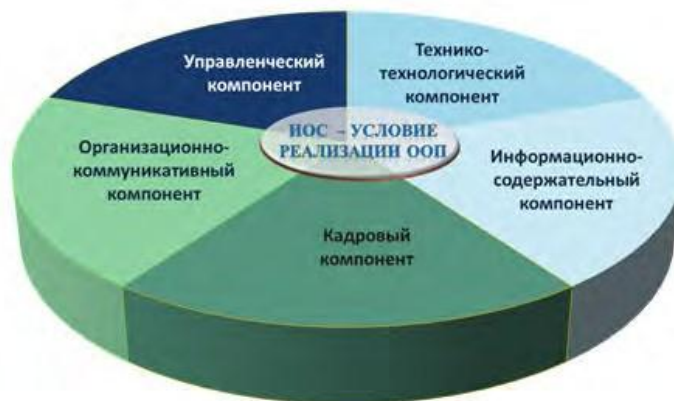 Управленческий
компонент
Технико-
технологический
компонент
ИОС – УСЛОВИЕ
РЕАЛИЗАЦИИ ООП
Организационно-
коммуникативный
компонент
Информационно-
содержательный
компонент
Кадровый
компонент